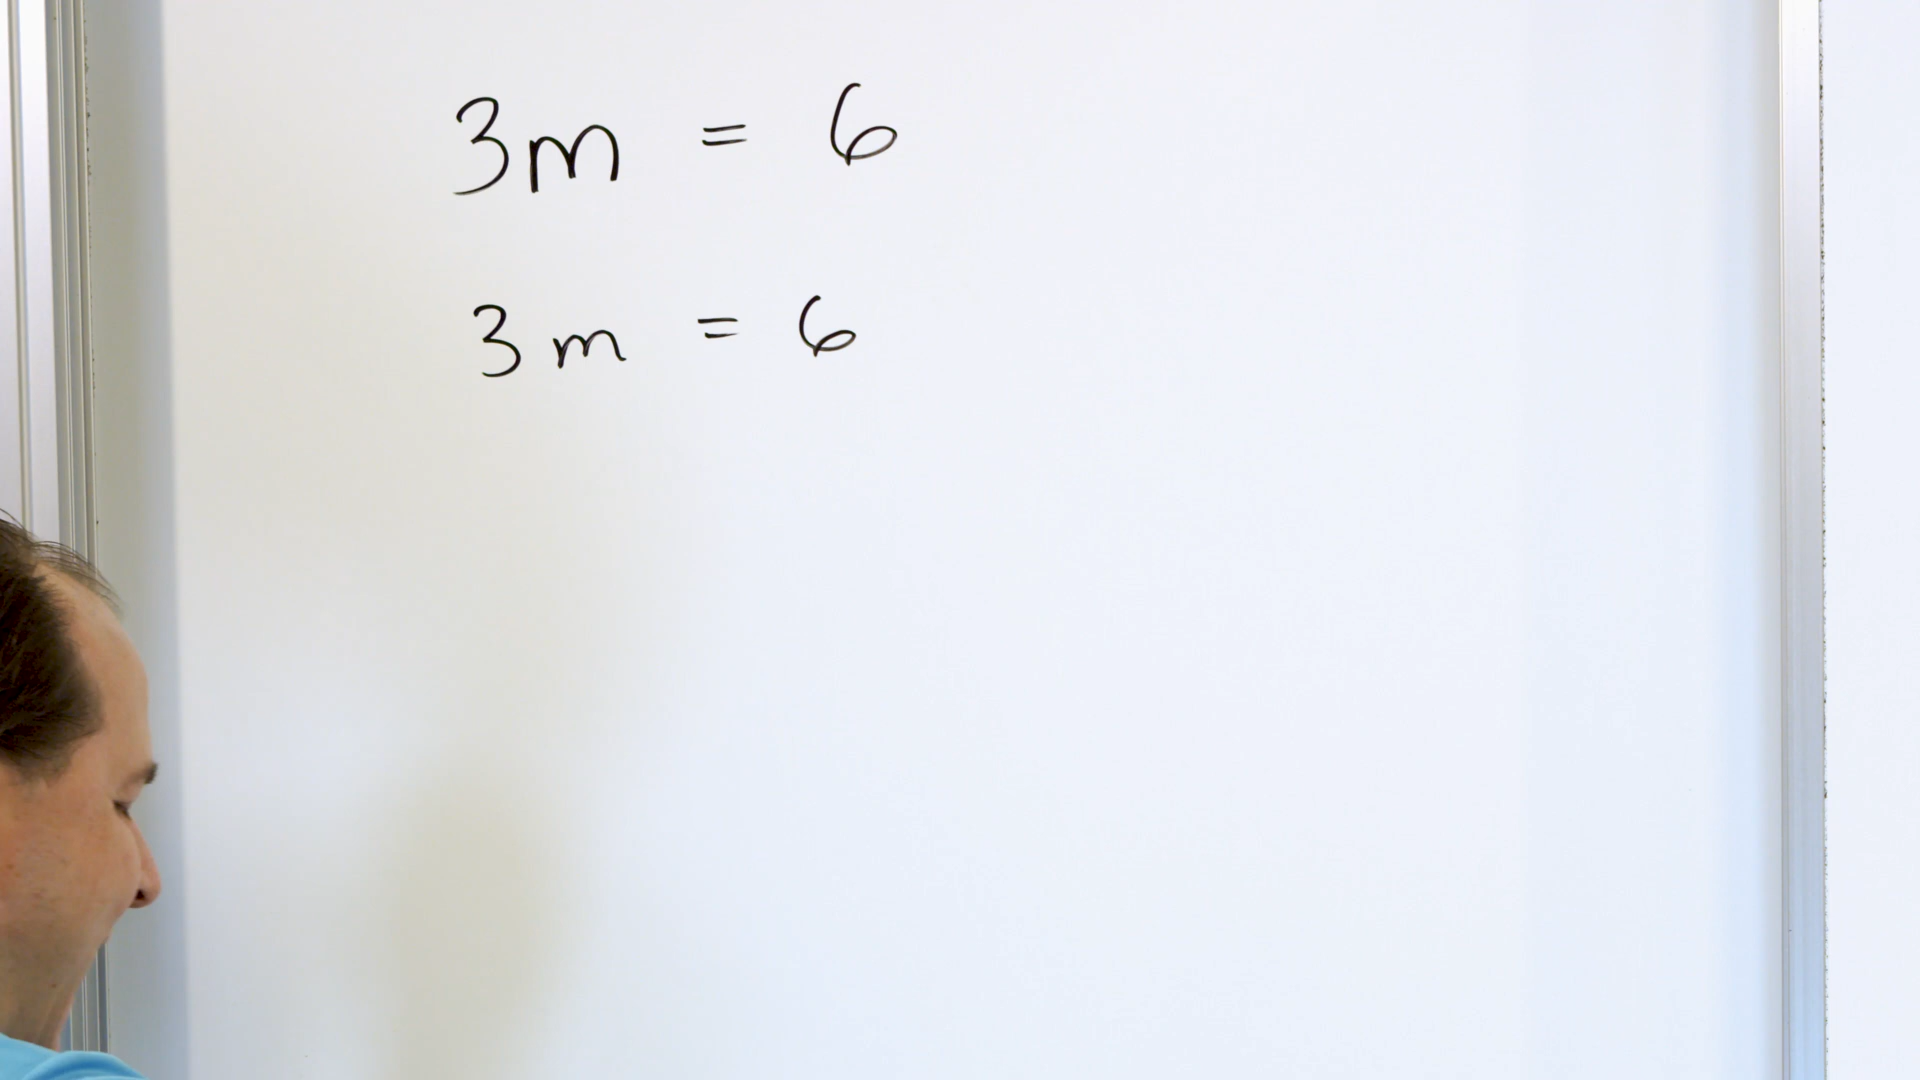 3m = 6
3m = 6